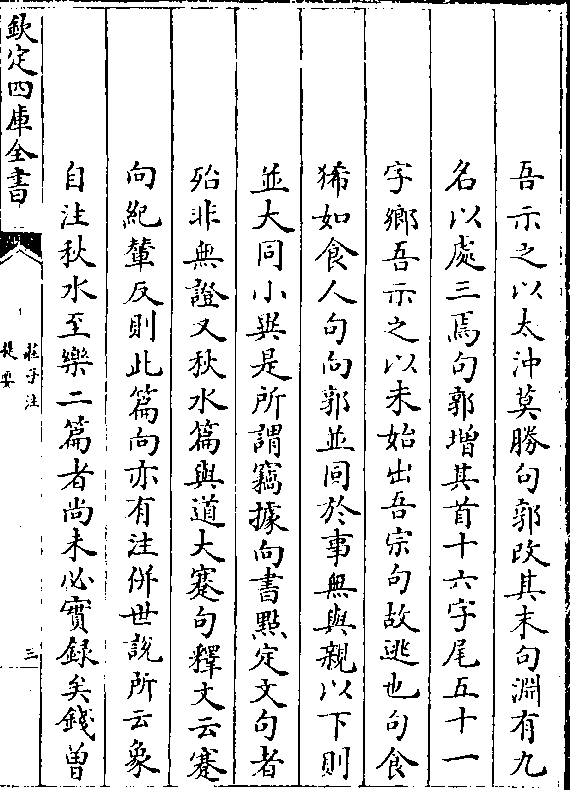 吾示之以太沖莫勝句郭改其末句淵有九
名以處三焉句郭增其首十六字尾五十一
字鄉吾示之以未始出吾宗句故逃也句食
狶如食人句向郭並同於事無與親以下則
並大同小異是所謂竊據向書㸃定文句者
殆非無證又秋水篇與道大蹇句釋文云蹇
向紀輦反則此篇向亦有注併世說所云象
自注秋水至樂二篇者尚未必實録矣錢曾
欽定四庫全書
莊子注
提要
三